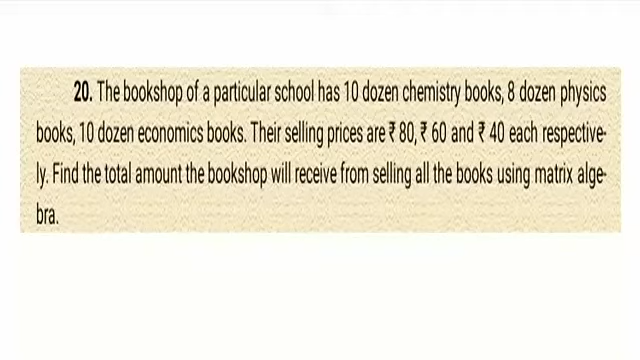 20. The bookshop of a particular school has 10 dozen chemistry books, 8 dozen physics
books, 10 dozen economics books. Their selling prices are ₹ 80, ₹ 60 and ₹ 40 each respective-
ly. Find the total amount the bookshop will receive from selling all the books using matrix alge-
bra.